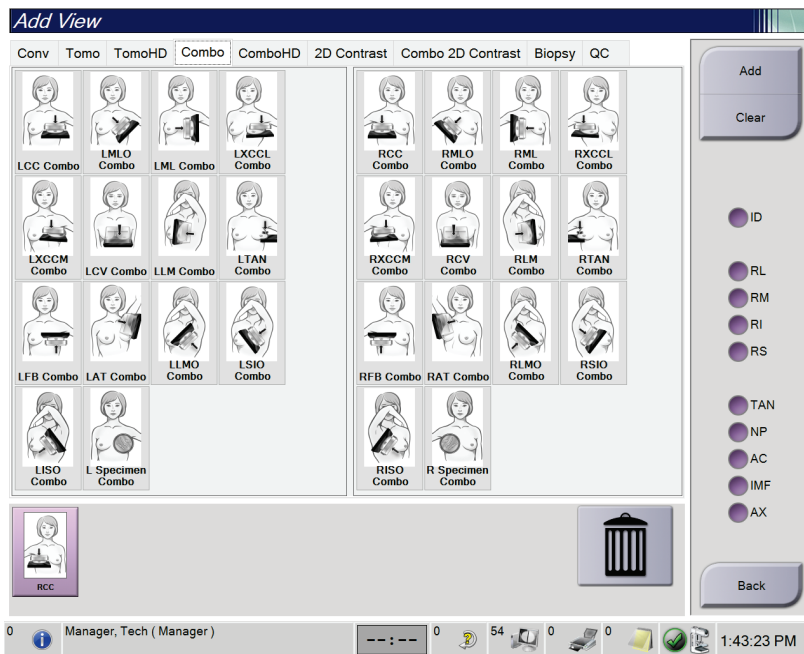 Add View
Conv Tomo TomoHD Combo ComboHD 2D Contrast Combo 2D Contrast Biopsy QC
LCC Combo
LMLO Combo
LML Combo
LXCCL Combo
RCC Combo
RMLO Combo
RML Combo
RXCCL Combo
LXCCM Combo
LCV Combo
LLM Combo
LTAN Combo
RXCCM Combo
RCV Combo
RLM Combo
RTAN Combo
LFB Combo
LAT Combo
LLMO Combo
LSIO Combo
RFB Combo
RAT Combo
RLMO Combo
RSIO Combo
LISO Combo
L Specimen Combo
RISO Combo
R Specimen Combo
RCC
Add
Clear
ID
RL
RM
RI
RS
TAN
NP
AC
IMF
AX
Back
0 Manager, Tech ( Manager ) --:-- 0 54 0 0 1:43:23 PM